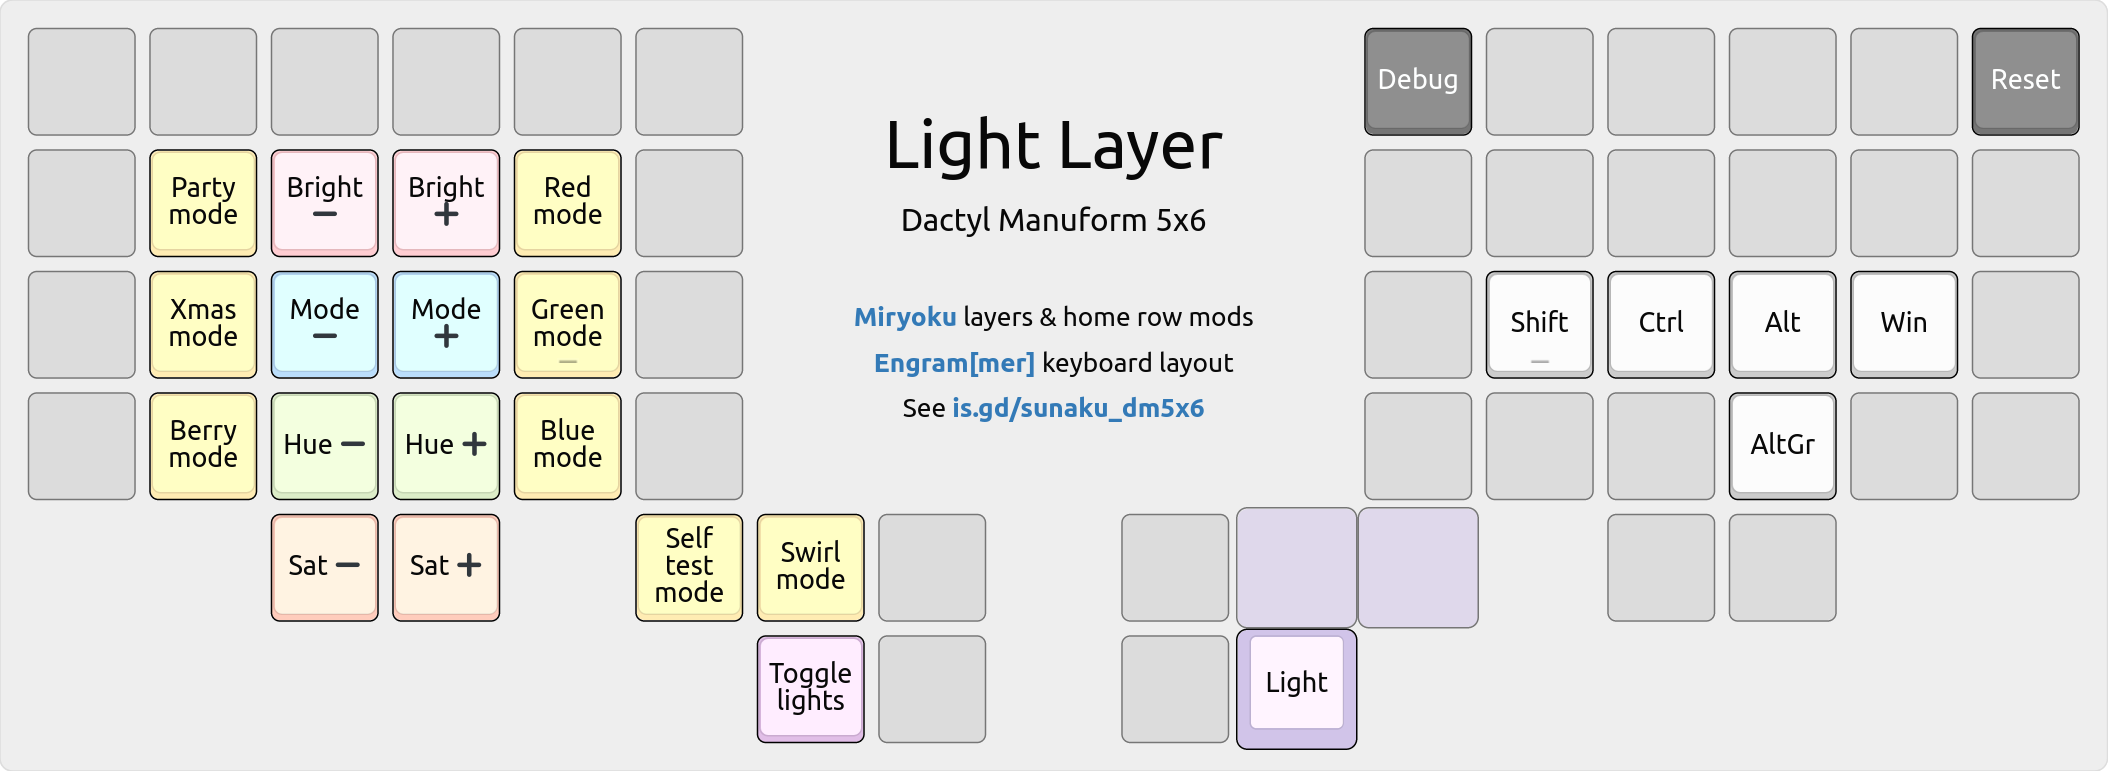 Debug
Reset
Light Layer
Dactyl Manuform 5x6
Party
mode
Bright
−
Bright
+
Red
mode
Xmas
mode
Mode
−
Mode
+
Green
mode
_
Miryoku layers & home row mods
Engram[mer] keyboard layout
See is.gd/sunaku_dm5x6
Shift
_
Ctrl
Alt
Win
Berry
mode
Hue −
Hue +
Blue
mode
AltGr
Sat −
Sat +
Self
test
mode
Swirl
mode
Toggle
lights
Light